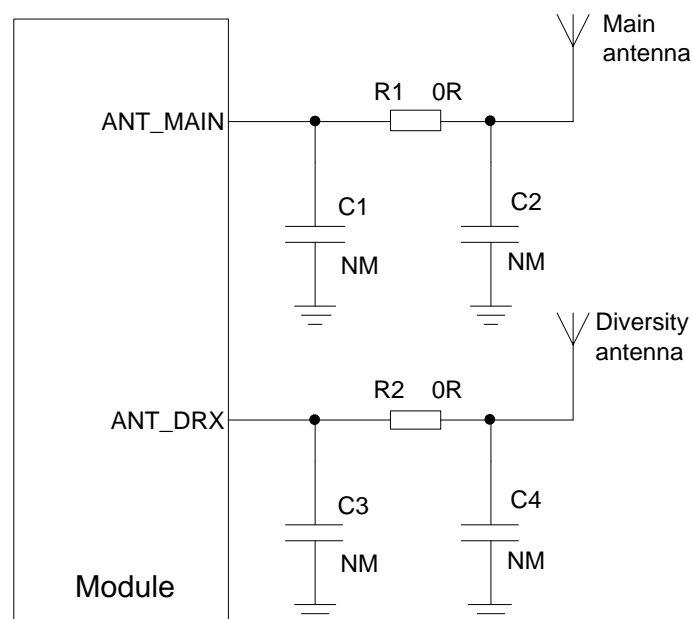 Main
antenna
R1 0R
ANT_MAIN
C1
C2
NM
NM
Diversity
antenna
R2 0R
ANT_DRX
C3
C4
NM
NM
Module